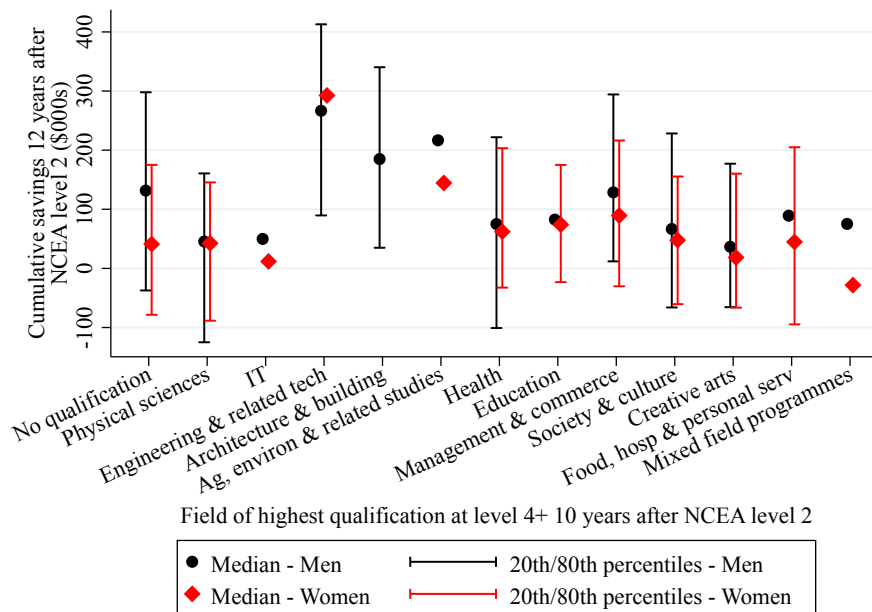 Cumulative savings 12 years after
NCEA level 2 ($000s)
400
300
200
100
0
-100
No qualification
Physical sciences
IT
Engineering & related tech
Architecture & building
Ag, environ & related studies
Health
Education
Management & commerce
Society & culture
Creative arts
Food, hosp & personal serv
Mixed field programmes
Field of highest qualification at level 4+ 10 years after NCEA level 2
Median - Men
20th/80th percentiles - Men
Median - Women
20th/80th percentiles - Women